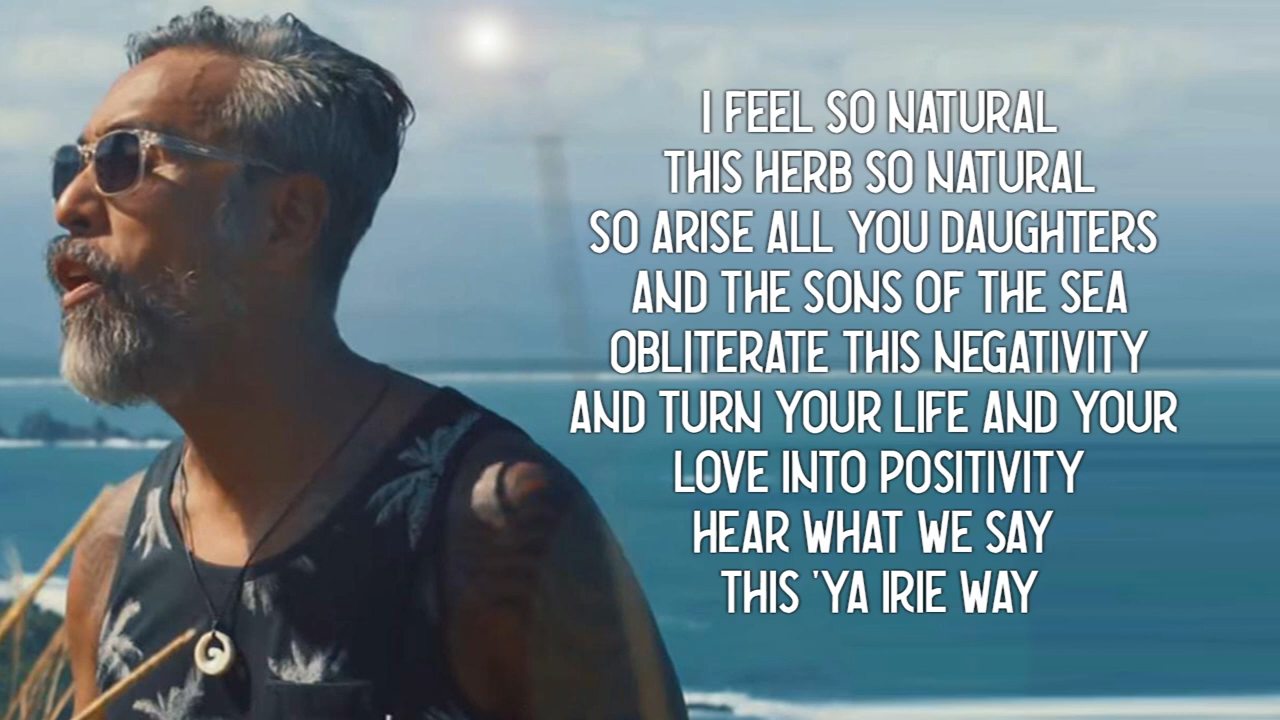 I FEEL SO NATURAL
THIS HERB SO NATURAL
SO ARISE ALL YOU DAUGHTERS
AND THE SONS OF THE SEA
OBLITERATE THIS NEGATIVITY
AND TURN YOUR LIFE AND YOUR
LOVE INTO POSITIVITY
HEAR WHAT WE SAY
THIS 'YA IRIE WAY